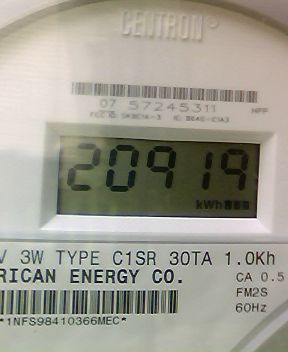 CENTRON®
07 57245311
20919
kWh
V 3W TYPE C1SR 30TA 1.0Kh
RICAN ENERGY CO.
CA 0.5
FM2S
*1NFS98410366MEC*
60Hz